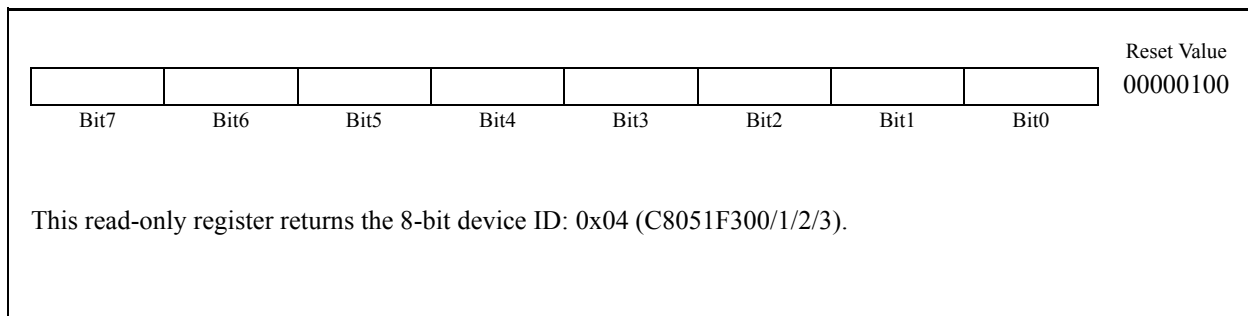 Reset Value
00000100
Bit7 Bit6 Bit5 Bit4 Bit3 Bit2 Bit1 Bit0
This read-only register returns the 8-bit device ID: 0x04 (C8051F300/1/2/3).